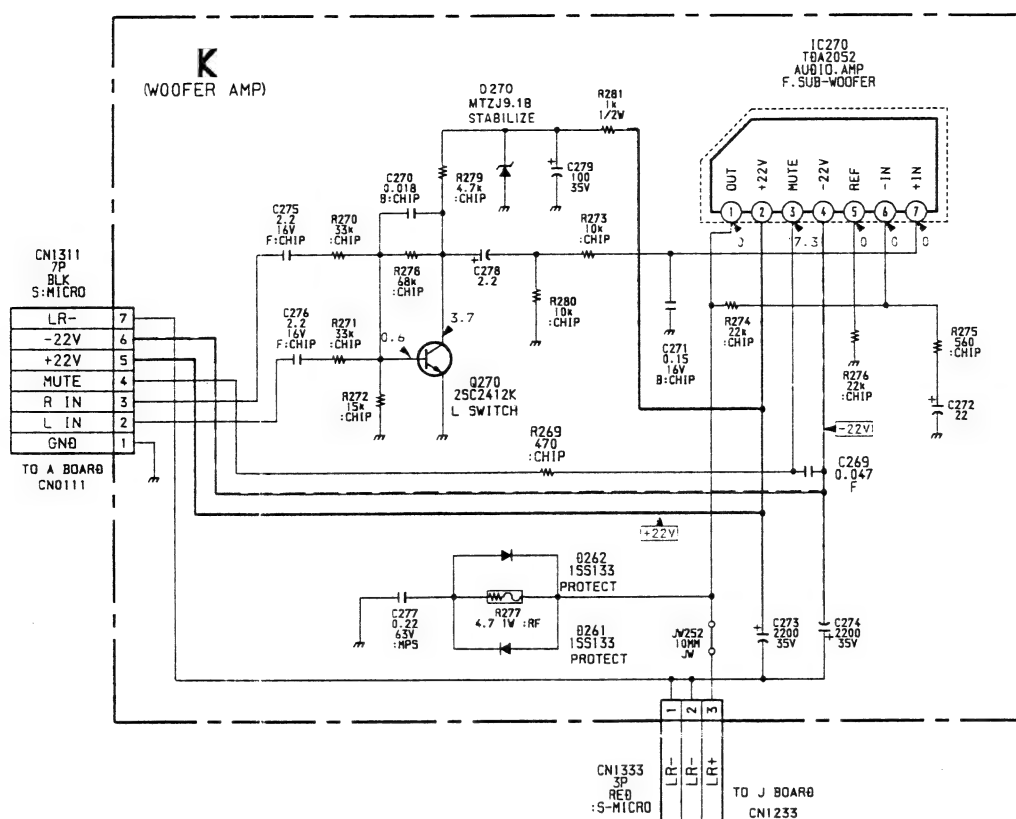 K
(WOOFER AMP)
IC270
TDA2052
AUDIO.AMP
F.SUB-WOOFER
D270
MTZJ9.1B
STABILIZE
R281
1k
1/2W
OUT
+22V
MUTE
-22V
REF
-IN
+IN
1
2
3
4
5
6
7
0
17.3
0
0
0
C270
0.018
B:CHIP
R279
4.7k
:CHIP
C279
100
35V
+
C275
2.2
16V
F:CHIP
R270
33k
:CHIP
R278
68k
:CHIP
C278
2.2
+
R273
10k
:CHIP
R280
10k
:CHIP
C276
2.2
16V
F:CHIP
R271
33k
:CHIP
0.6
3.7
Q270
2SC2412K
L SWITCH
R272
15k
:CHIP
C271
0.15
16V
B:CHIP
R274
22k
:CHIP
R276
22k
:CHIP
R275
560
:CHIP
C272
22
+
-22V
CN1311
7P
BLK
S:MICRO
LR- 7
-22V 6
+22V 5
MUTE 4
R IN 3
L IN 2
GND 1
TO A BOARD
CN0111
R269
470
:CHIP
C269
0.047
F
+22V
D262
1SS133
PROTECT
R277
4.7 1W :RF
D261
1SS133
PROTECT
C277
0.22
63V
:MPS
JW252
10MM
JW
C273
2200
35V
+
C274
2200
35V
+
1
2
3
LR-
LR-
LR+
CN1333
3P
RED
:S-MICRO
TO J BOARD
CN1233